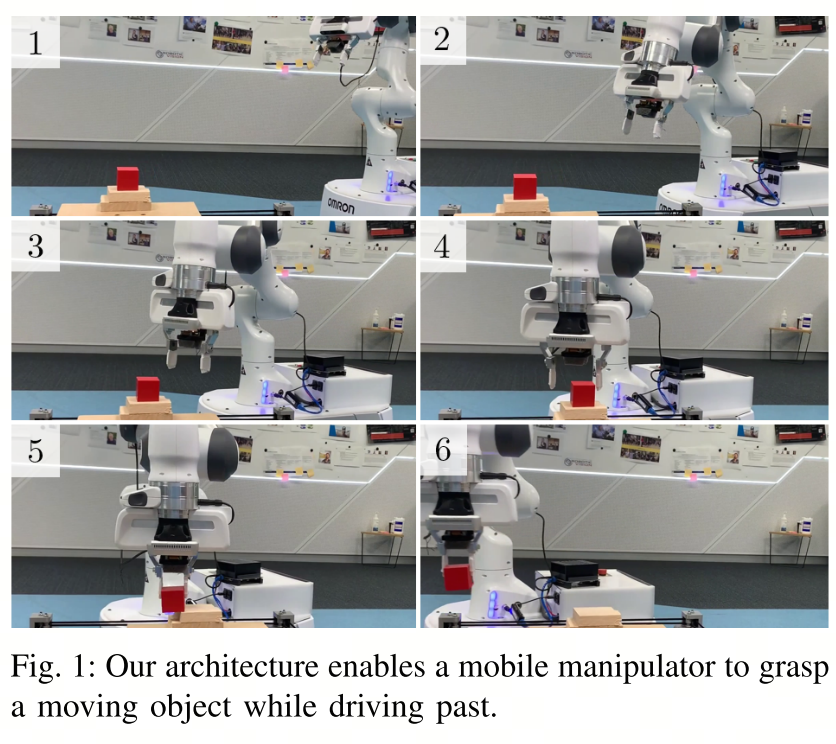 1
2
OMRON
3
4
5
6
Fig. 1: Our architecture enables a mobile manipulator to grasp
a moving object while driving past.